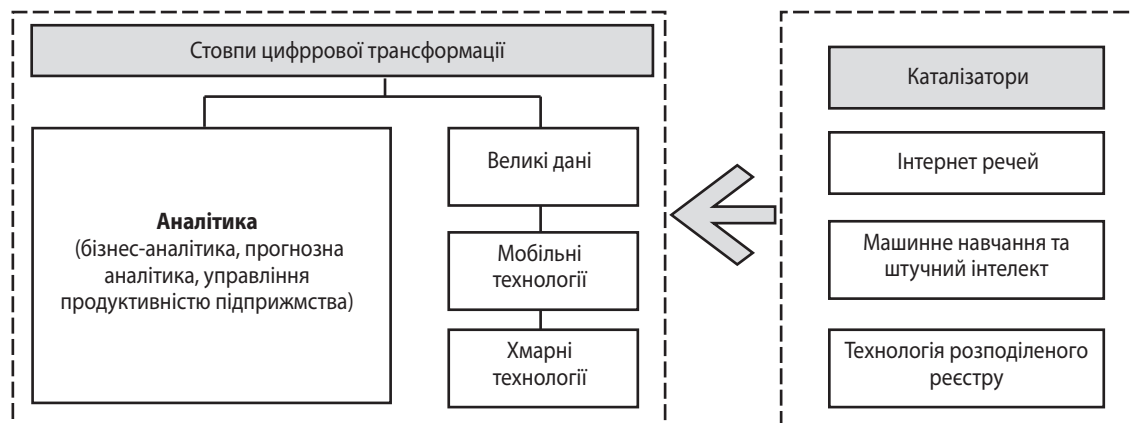 Стовпи цифррової трансформації
Аналітика
(бізнес-аналітика, прогнозна
аналітика, управління
продуктивністю підприжмства)
Великі дані
Мобільні
технології
Хмарні
технології
Каталізатори
Інтернет речей
Машинне навчання та
штучний інтелект
Технологія розподіленого
реєстру